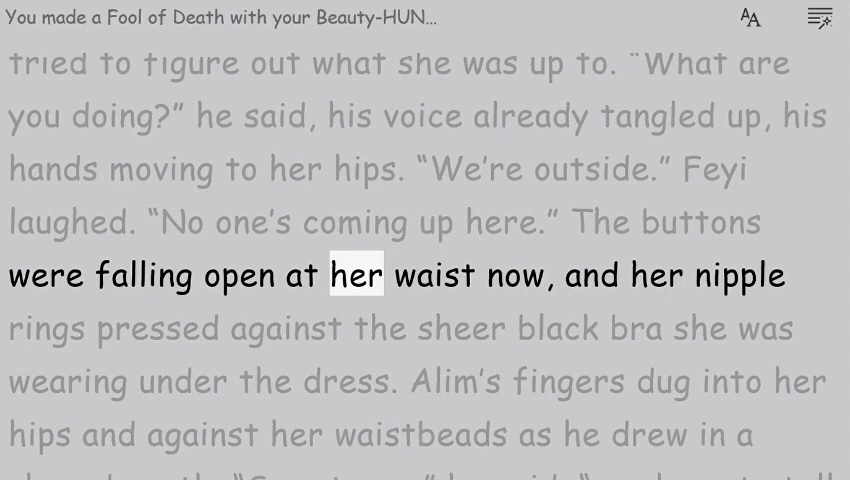 You made a Fool of Death with your Beauty-HUN...
tried to figure out what she was up to. “What are
you doing?” he said, his voice already tangled up, his
hands moving to her hips. “We’re outside.” Feyi
laughed. “No one’s coming up here.” The buttons
were falling open at her waist now, and her nipple
rings pressed against the sheer black bra she was
wearing under the dress. Alim’s fingers dug into her
hips and against her waistbeads as he drew in a